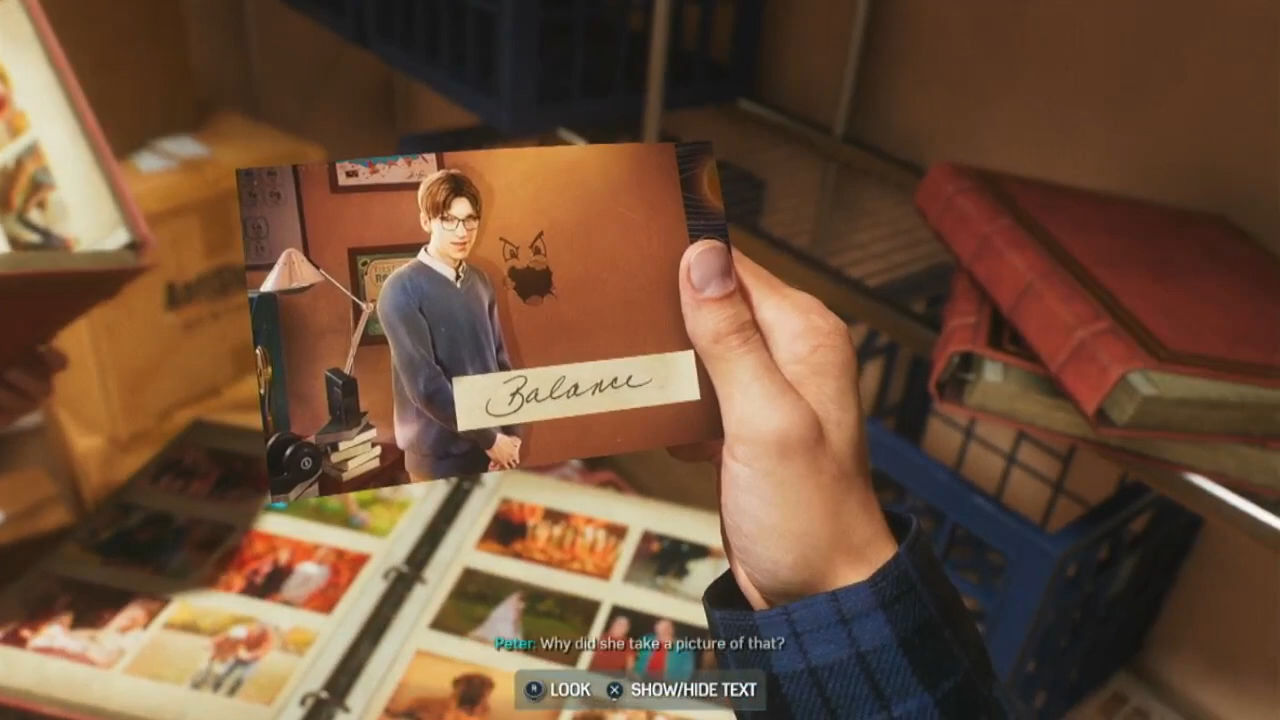 Balance
Peter: Why did she take a picture of that?
LOOK
SHOW/HIDE TEXT